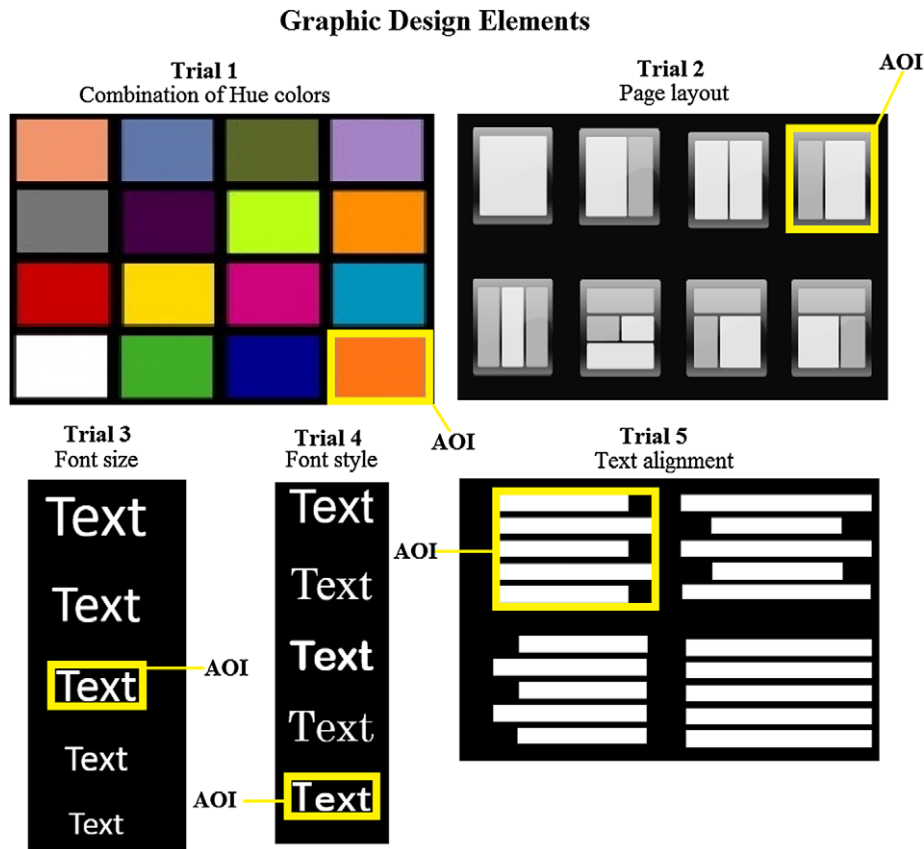 Graphic Design Elements
Trial 1
Combination of Hue colors
Trial 2
Page layout
AOI
AOI
Trial 3
Font size
Text
Text
Text
AOI
Text
Text
Trial 4
Font style
Text
Text
Text
Text
AOI
Text
Trial 5
Text alignment
AOI